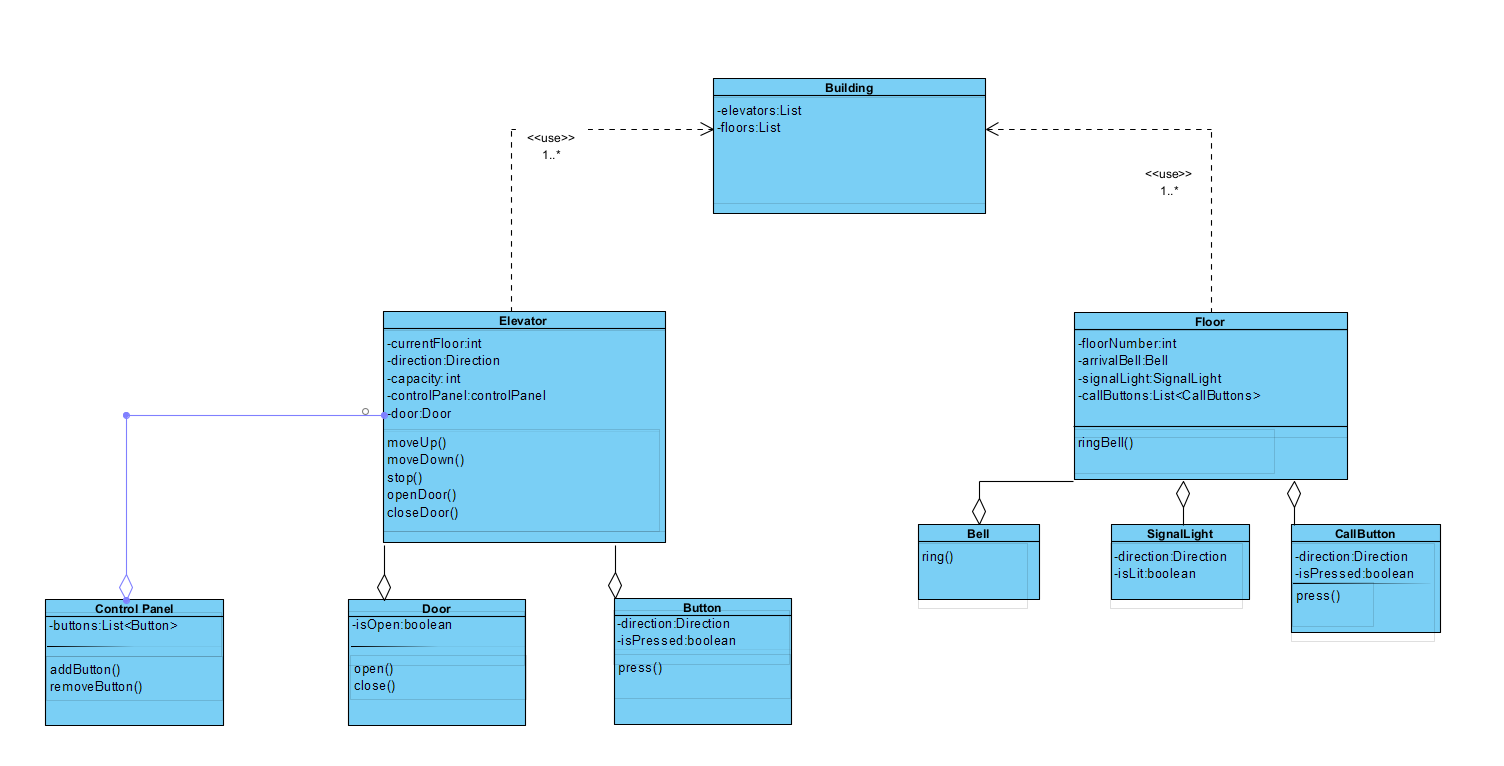 Building
-elevators:List
-floors:List
<<use>>
1..*
<<use>>
1..*
Elevator
-currentFloor:int
-direction:Direction
-capacity:int
-controlPanel:controlPanel
-door:Door
moveUp()
moveDown()
stop()
openDoor()
closeDoor()
Floor
-floorNumber:int
-arrivalBell:Bell
-signalLight:SignalLight
-callButtons:List<CallButtons>
ringBell()
Bell
ring()
SignalLight
-direction:Direction
-isLit:boolean
CallButton
-direction:Direction
-isPressed:boolean
press()
Control Panel
-buttons:List<Button>
addButton()
removeButton()
Door
-isOpen:boolean
open()
close()
Button
-direction:Direction
-isPressed:boolean
press()